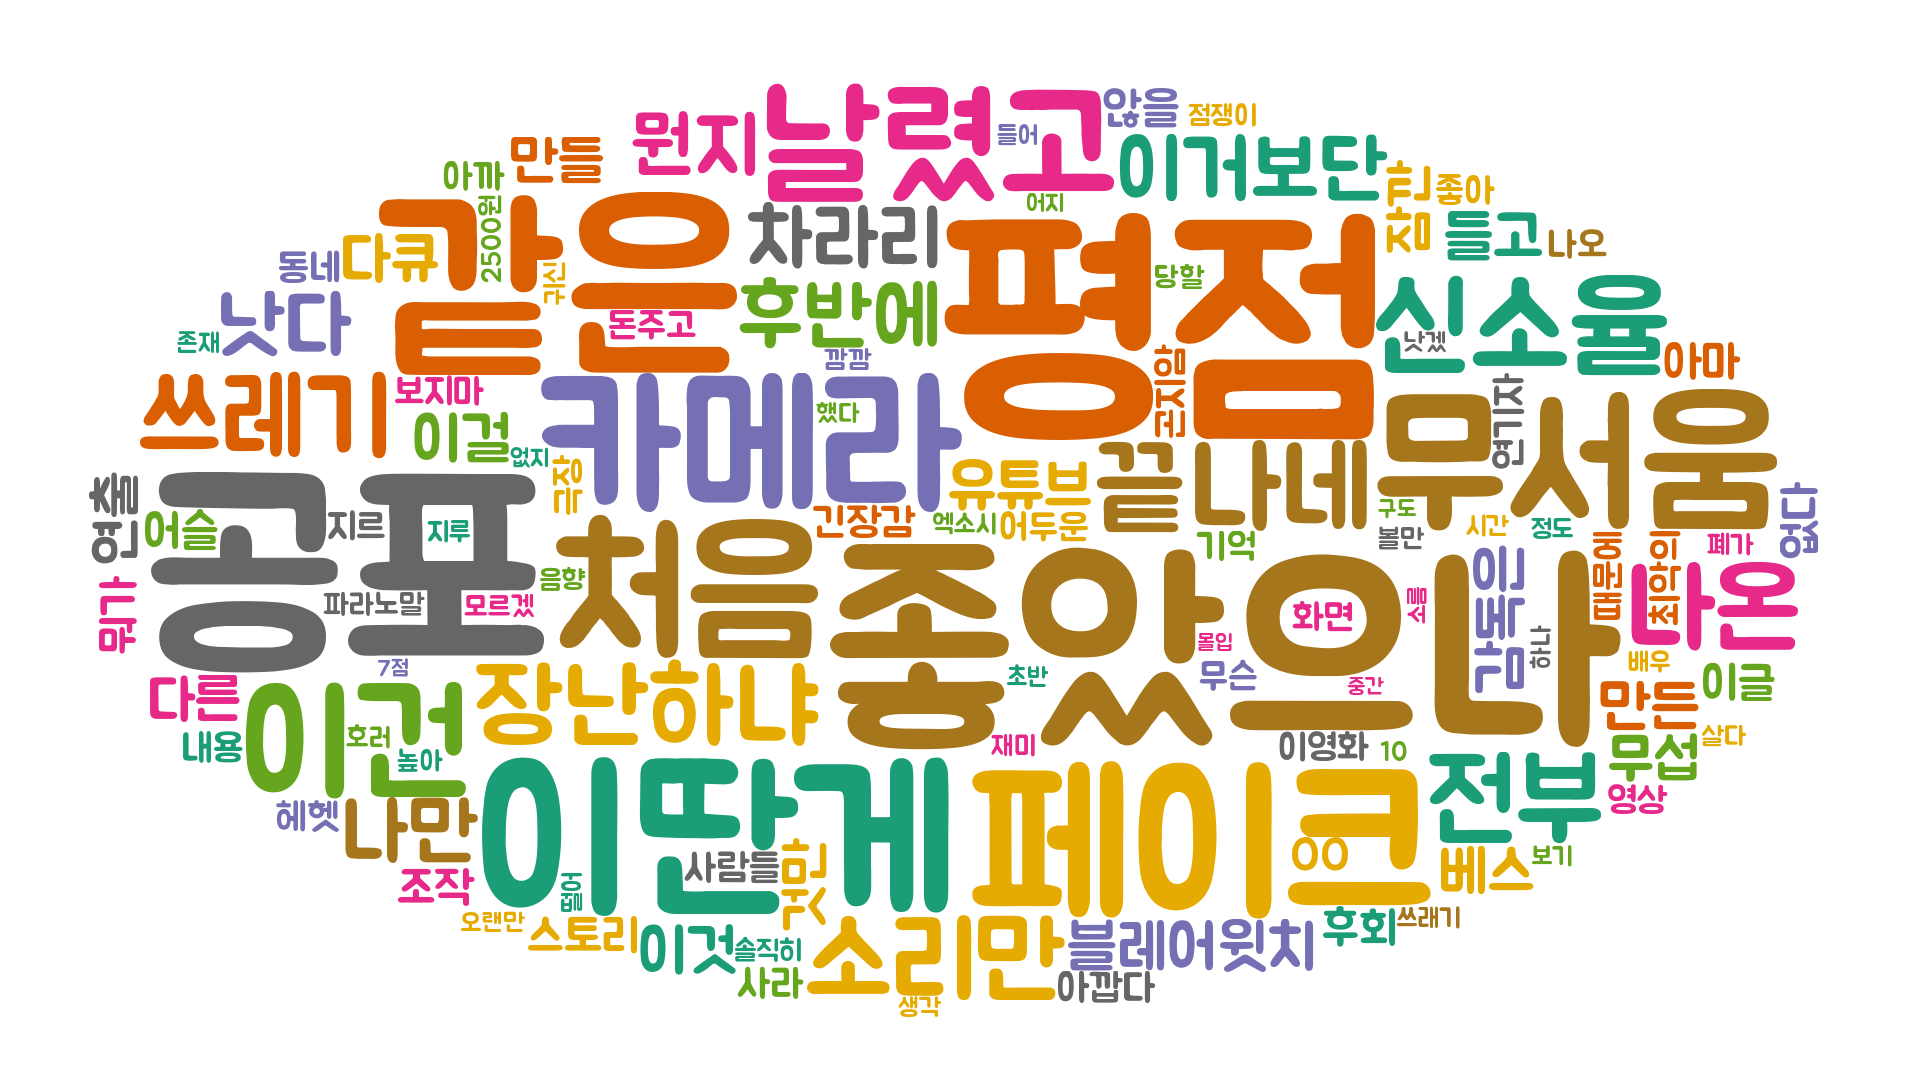 날렸고
않을
점쟁이
뭔지
들어
만들
이거보단
아까
어지
침
좋아
2500원
같은
차라리
평점
들고
나오
동네
다큐
귀신
당할
신소율
낫다
돈주고
후반에
존재
깜깜
낫겠
아마
쓰레기
보지마
카메라
했다
곤지암
무서움
이걸
없지
극장
유튜브
끝나네
연기자
연출
공포
어슬
지르
지루
긴장감
엑소시
어두운
구도
볼만
시간
정도
없다
처음
좋았으나
기억
감독인
때문에
최악의
폐가
나온
음향
뭐가
파라노말
모르겠
화면
소름
하나
몰입
배우
7점
다른
이건
장난하냐
초반
무슨
중간
만든
이글
내용
호러
높아
재미
이영화
10
무섭
살다
헤헷
나만
이딴게
페이크
전부
영상
조작
사람들
뭣
ㅇㅇ
베스
보기
떨어
오랜만
스토리
이것
솔직히
소리만
블레어윗치
후회
쓰래기
사라
아깝다
생각